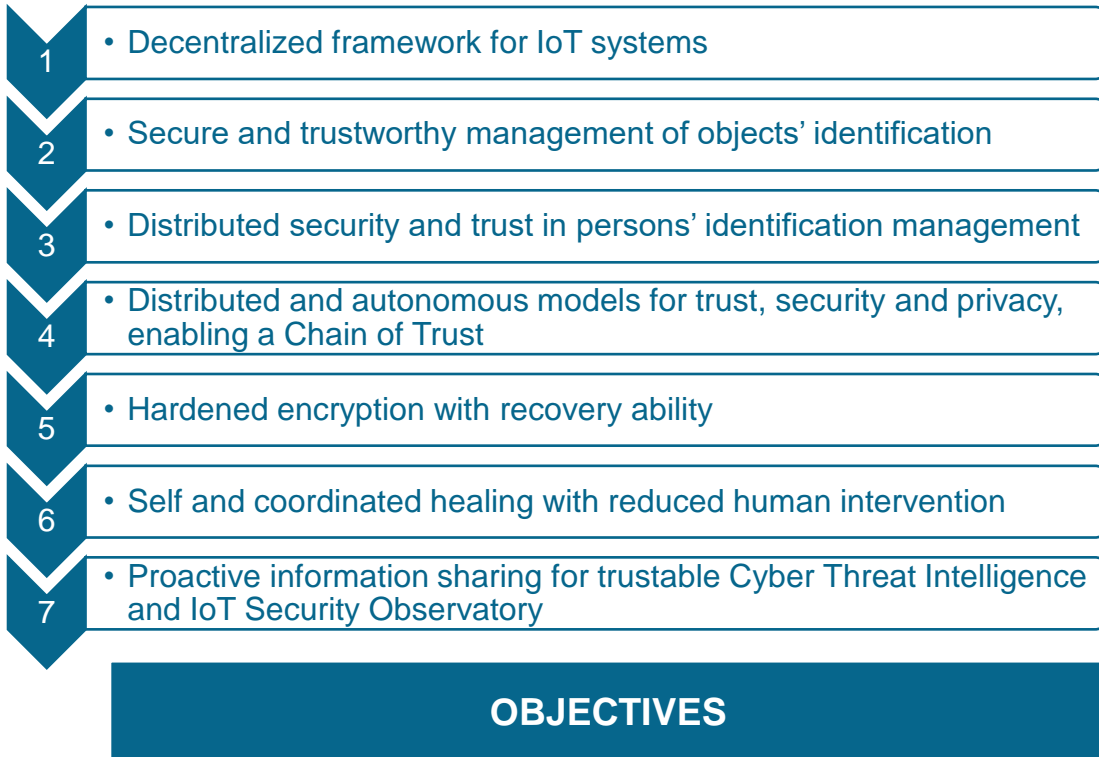 1
• Decentralized framework for IoT systems
2
• Secure and trustworthy management of objects’ identification
3
• Distributed security and trust in persons’ identification management
4
• Distributed and autonomous models for trust, security and privacy,
enabling a Chain of Trust
5
• Hardened encryption with recovery ability
6
• Self and coordinated healing with reduced human intervention
7
• Proactive information sharing for trustable Cyber Threat Intelligence
and IoT Security Observatory
OBJECTIVES